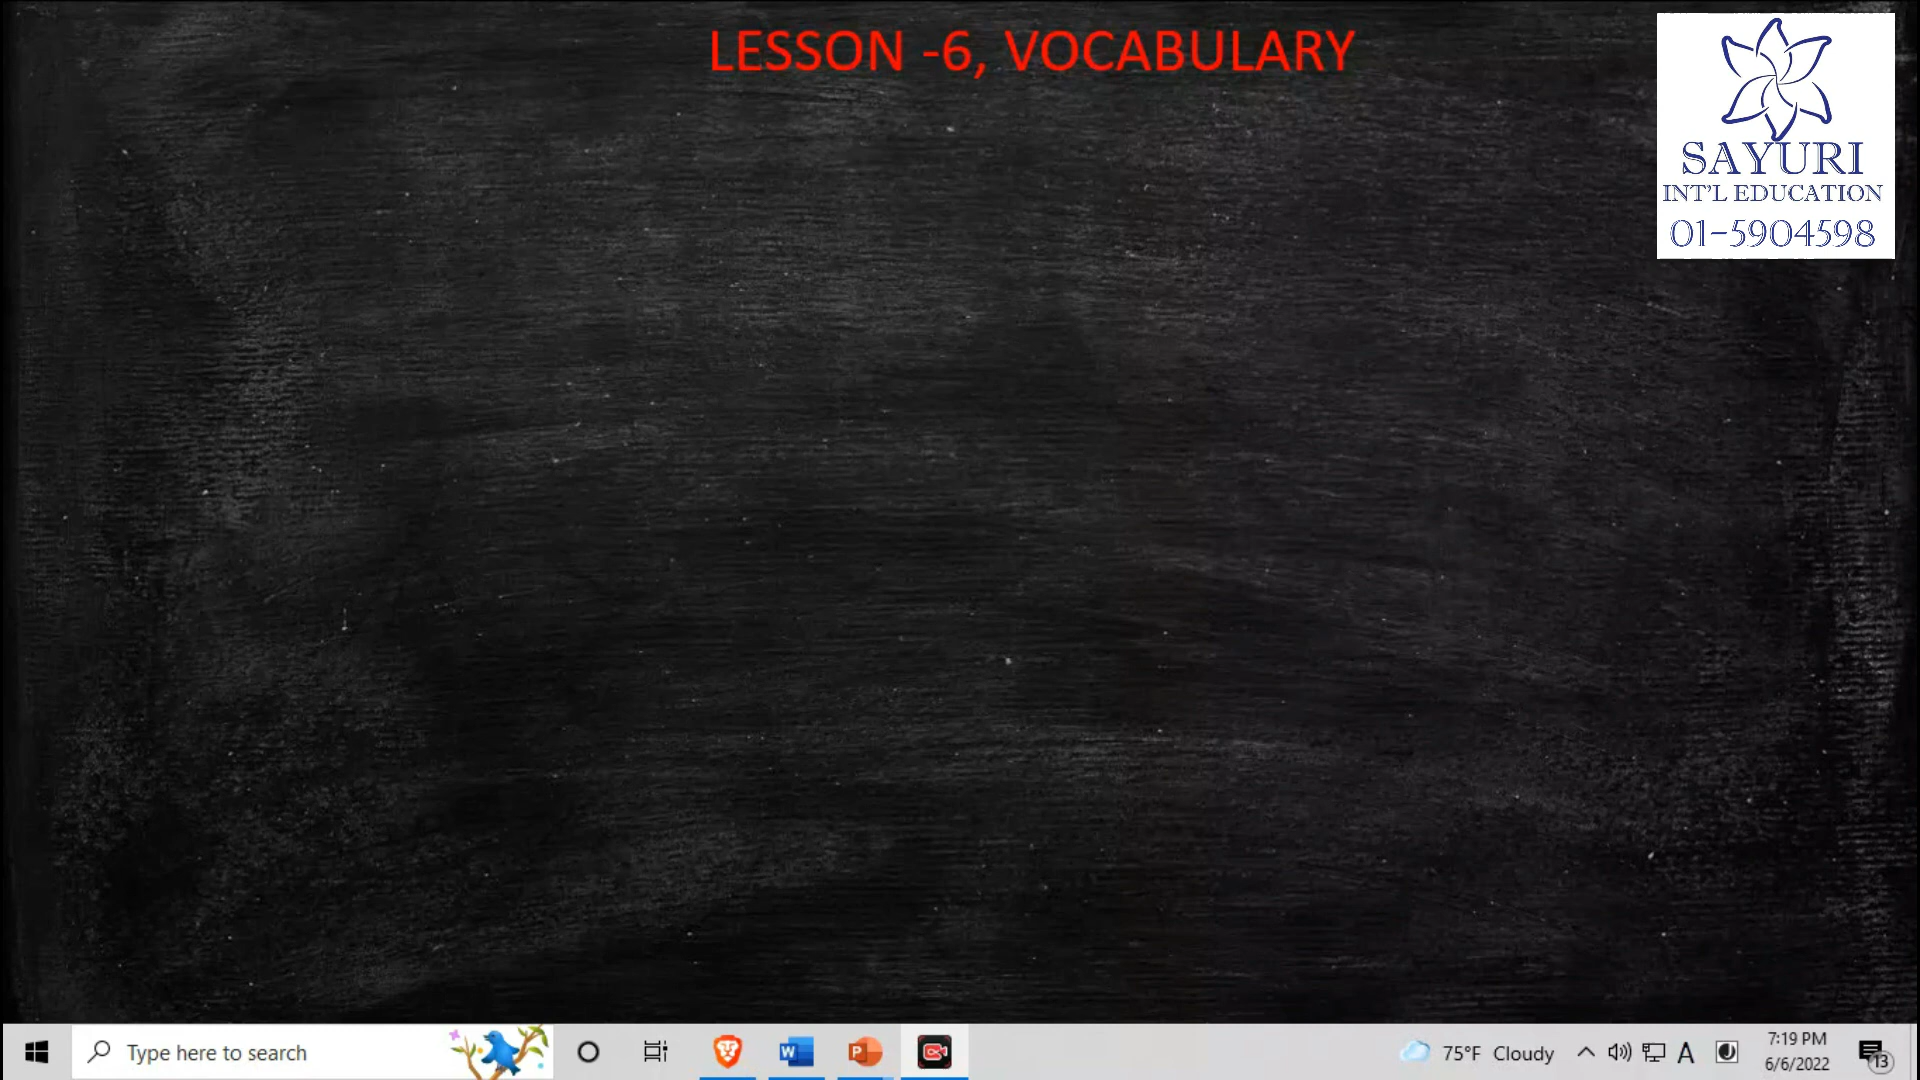 LESSON -6, VOCABULARY
SAYURI
INT'L EDUCATION
01-5904598
Type here to search
75°F Cloudy
A
7:19 PM
6/6/2022
13